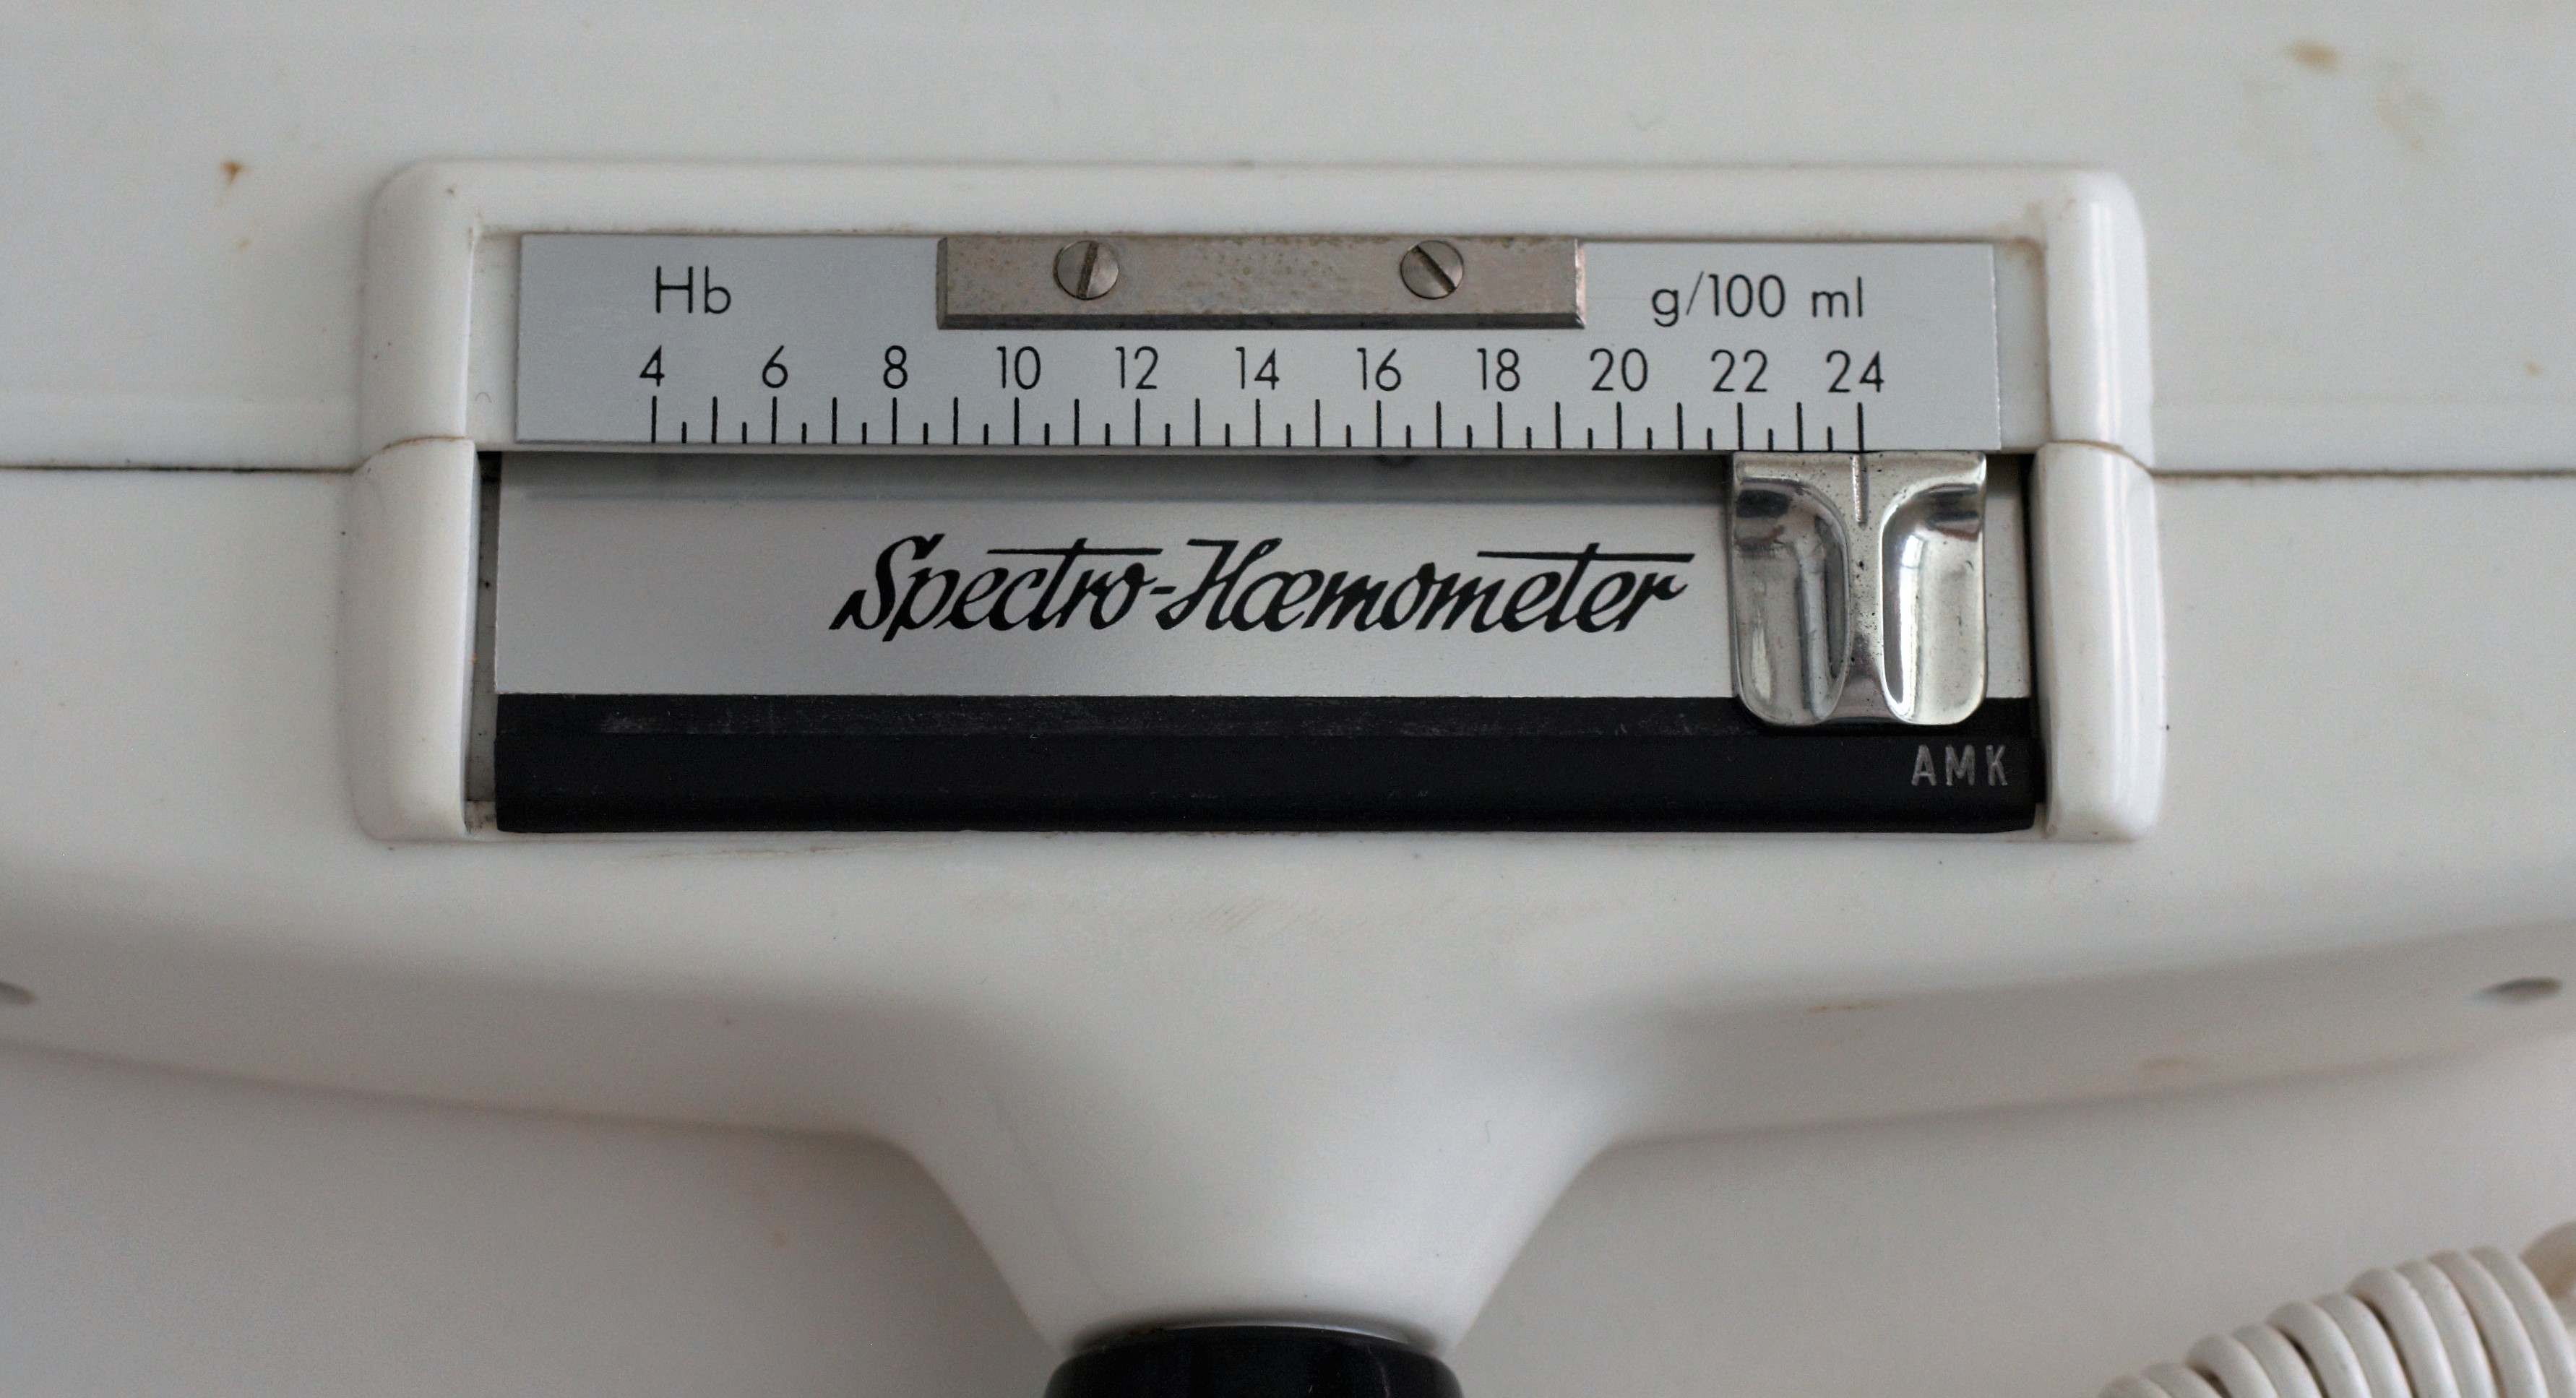 Hb g/100 ml
4 6 8 10 12 14 16 18 20 22 24
Spectro-Hæmometer
AMK